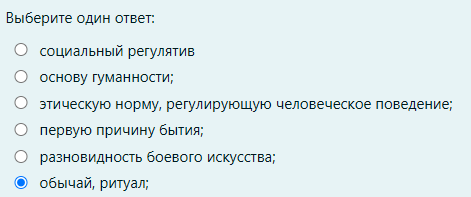 Выберите один ответ:
социальный регулятив
основу гуманности;
этическую норму, регулирующую человеческое поведение;
первую причину бытия;
разновидность боевого искусства;
обычай, ритуал;